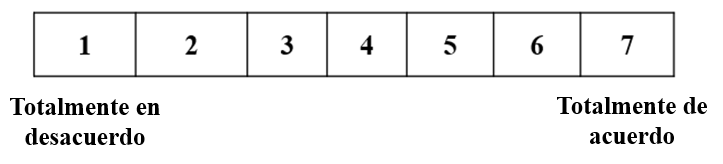 1 2 3 4 5 6 7
Totalmente en
desacuerdo
Totalmente de
acuerdo